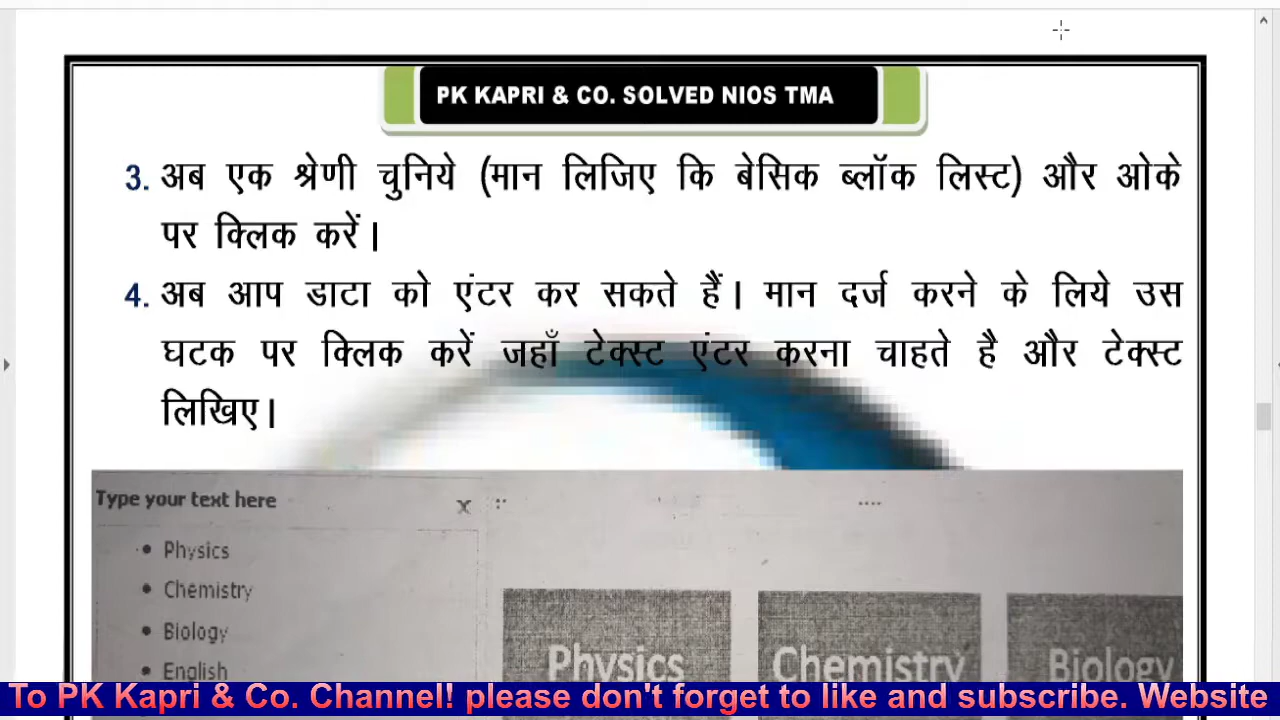 PK KAPRI & CO. SOLVED NIOS TMA
3. अब एक श्रेणी चुनिये (मान लिजिए कि बेसिक ब्लॉक लिस्ट) और ओके
पर क्लिक करें।
4. अब आप डाटा को एंटर कर सकते हैं। मान दर्ज करने के लिये उस
घटक पर क्लिक करें जहाँ टेक्स्ट एंटर करना चाहते है और टेक्स्ट
लिखिए।
Type your text here X
• Physics
• Chemistry
• Biology
• English
Physics Chemistry Biology
To PK Kapri & Co. Channel! please don't forget to like and subscribe. Website